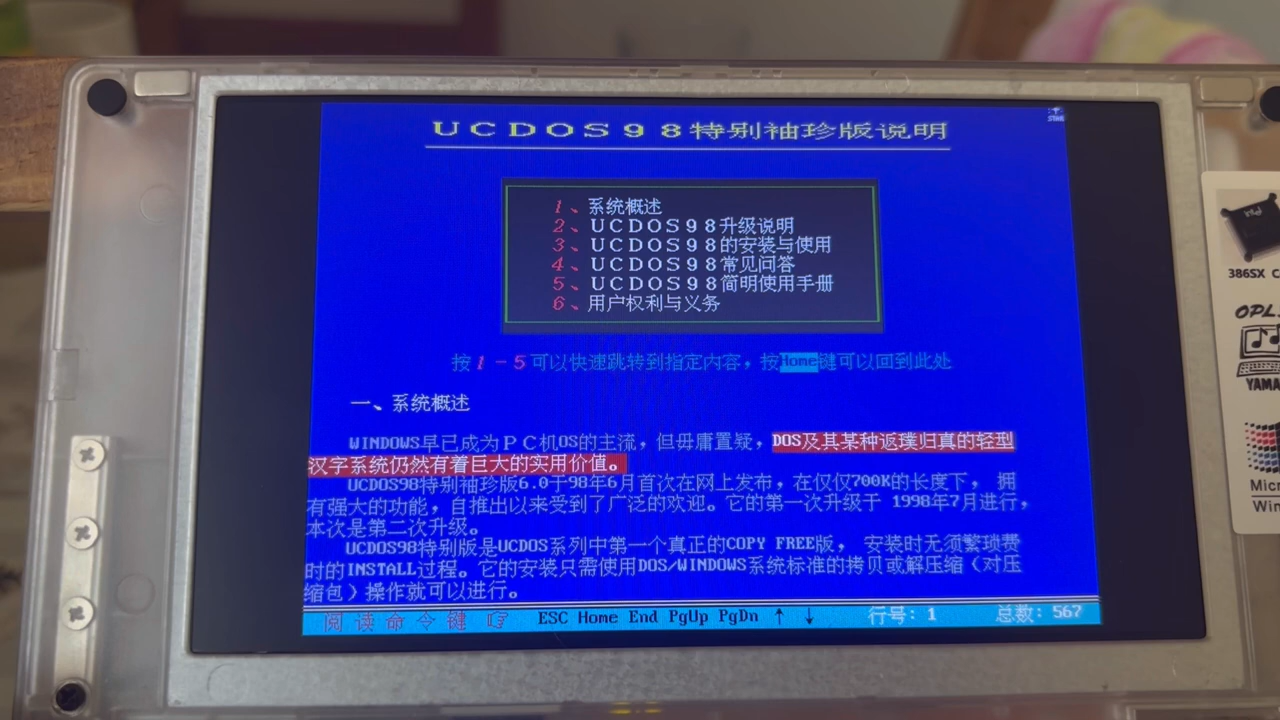 UCDOS98特别袖珍版说明
1、系统概述
2、UCDOS98升级说明
3、UCDOS98的安装与使用
4、UCDOS98常见问答
5、UCDOS98简明使用手册
6、用户权利与义务
按1-5可以快速跳转到指定内容，按Home键可以回到此处
一、系统概述
WINDOWS早已成为PC机OS的主流，但毋庸置疑，DOS及其某种返璞归真的轻型
汉字系统仍然有着巨大的实用价值。
UCDOS98特别袖珍版6.0于98年6月首次在网上发布，在仅仅700K的长度下， 拥
有强大的功能，自推出以来受到了广泛的欢迎。它的第一次升级于 1998年7月进行，
本次是第二次升级。
UCDOS98特别版是UCDOS系列中第一个真正的COPY FREE版， 安装时无须繁琐费
时的INSTALL过程。它的安装只需使用DOS/WINDOWS系统标准的拷贝或解压缩（对压
缩包）操作就可以进行。
阅读命令键 ☞ ESC Home End PgUp PgDn ↑ ↓ 行号：1 总数：567
386SX
OPL
YAMA
Micr
Win